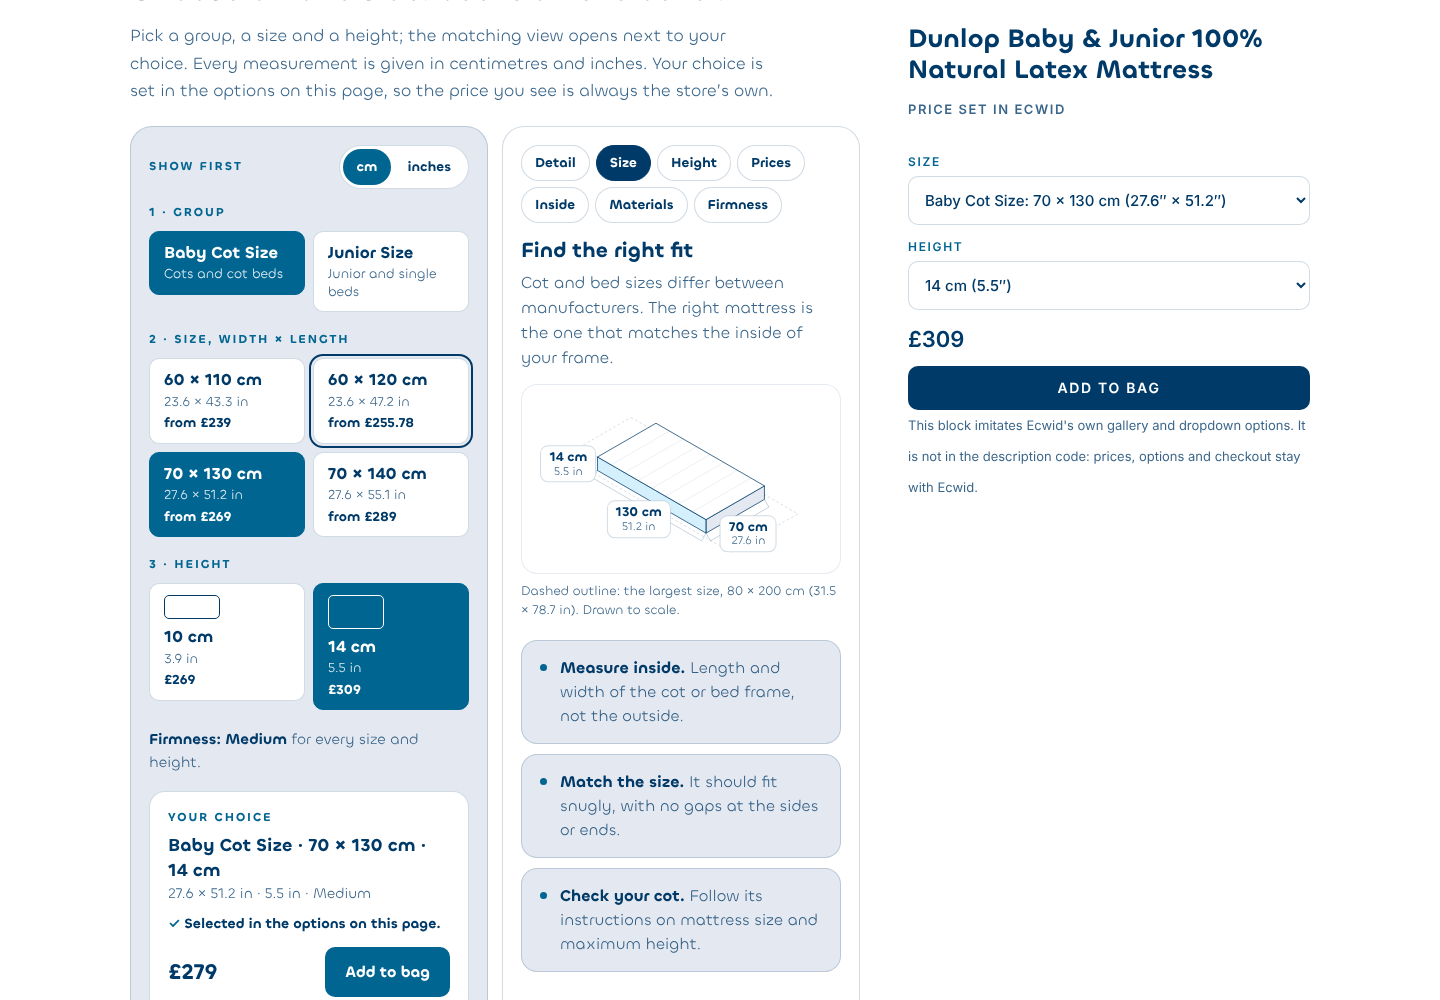 Pick a group, a size and a height; the matching view opens next to your
choice. Every measurement is given in centimetres and inches. Your choice is
set in the options on this page, so the price you see is always the store's own.
SHOW FIRST
cm
inches
1 · GROUP
Baby Cot Size
Cots and cot beds
Junior Size
Junior and single
beds
2 · SIZE, WIDTH × LENGTH
60 × 110 cm
23.6 × 43.3 in
from £239
60 × 120 cm
23.6 × 47.2 in
from £255.78
70 × 130 cm
27.6 × 51.2 in
from £269
70 × 140 cm
27.6 × 55.1 in
from £289
3 · HEIGHT
10 cm
3.9 in
£269
14 cm
5.5 in
£309
Firmness: Medium for every size and
height.
YOUR CHOICE
Baby Cot Size · 70 × 130 cm ·
14 cm
27.6 × 51.2 in · 5.5 in · Medium
✓ Selected in the options on this page.
£279
Add to bag
Detail
Size
Height
Prices
Inside
Materials
Firmness
Find the right fit
Cot and bed sizes differ between
manufacturers. The right mattress is
the one that matches the inside of
your frame.
14 cm
5.5 in
130 cm
51.2 in
70 cm
27.6 in
Dashed outline: the largest size, 80 × 200 cm (31.5
× 78.7 in). Drawn to scale.
Measure inside. Length and
width of the cot or bed frame,
not the outside.
Match the size. It should fit
snugly, with no gaps at the sides
or ends.
Check your cot. Follow its
instructions on mattress size and
maximum height.
Dunlop Baby & Junior 100%
Natural Latex Mattress
PRICE SET IN ECWID
SIZE
Baby Cot Size: 70 × 130 cm (27.6″ × 51.2″)
HEIGHT
14 cm (5.5″)
£309
ADD TO BAG
This block imitates Ecwid's own gallery and dropdown options. It
is not in the description code: prices, options and checkout stay
with Ecwid.